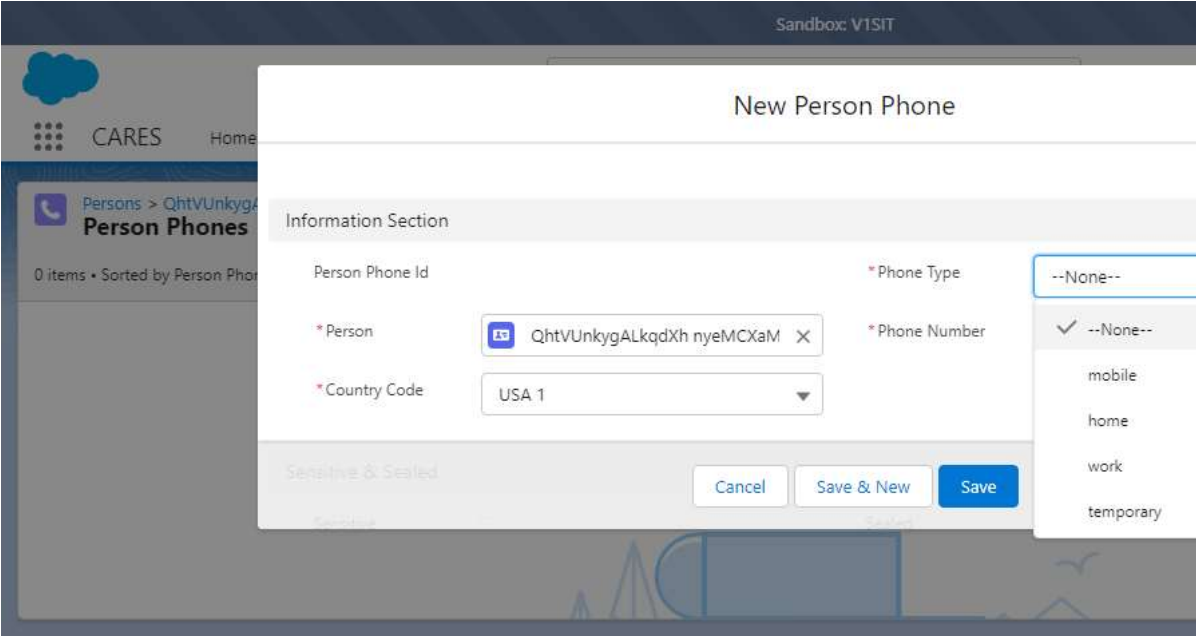 Sandbox: V1SIT
New Person Phone
CARES Home
Persons > QhtVUnkygA
Person Phones
Information Section
0 items • Sorted by Person Phon
Person Phone Id
*Phone Type
--None--
*Person
QhtVUnkygALkqdXh nyeMCXaM
*Phone Number
--None--
mobile
*Country Code
USA 1
home
work
temporary
Sensitive & Sealed
Cancel
Save & New
Save
Sensitive
Sealed